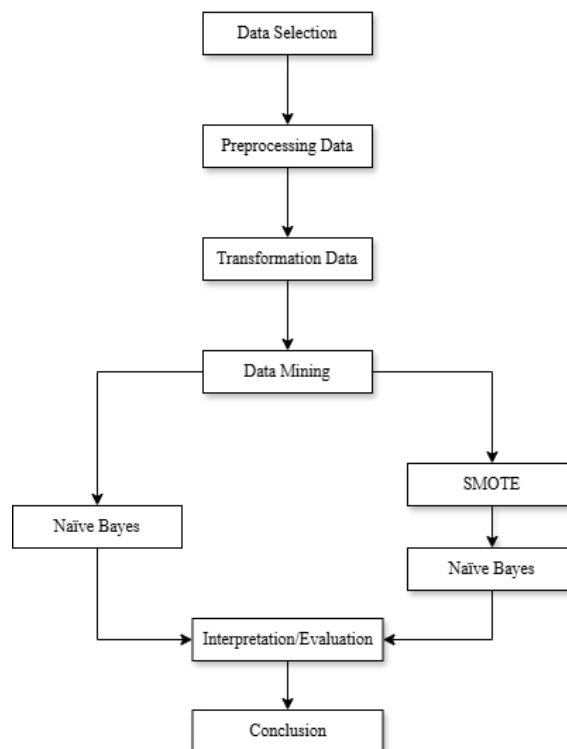 Data Selection
Preprocessing Data
Transformation Data
Data Mining
SMOTE
Naïve Bayes
Naïve Bayes
Interpretation/Evaluation
Conclusion